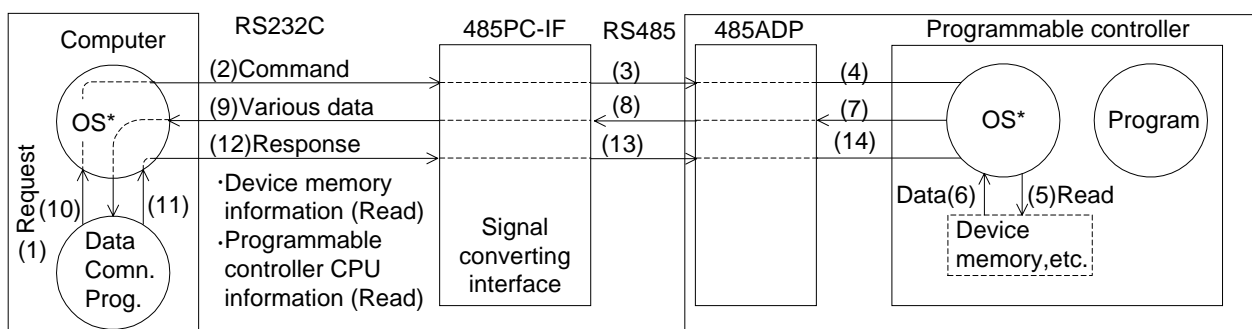 Computer
RS232C
485PC-IF
RS485
485ADP
Programmable controller
(2)Command
(3)
(4)
(9)Various data
(8)
(7)
OS*
OS*
Program
(12)Response
(13)
(14)
Request
(1)
(10)
(11)
·Device memory
information (Read)
·Programmable
controller CPU
information (Read)
Data
Comn.
Prog.
Signal
converting
interface
Data(6)
(5)Read
Device
memory,etc.